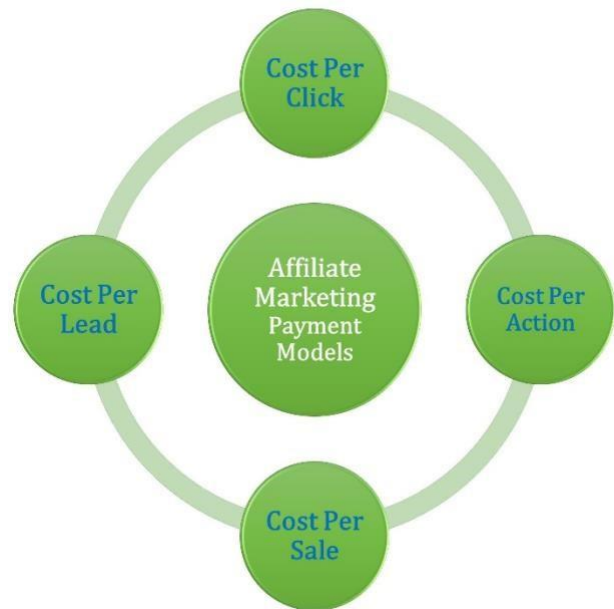 Cost Per
Click
Cost Per
Lead
Affiliate
Marketing
Payment
Models
Cost Per
Action
Cost Per
Sale